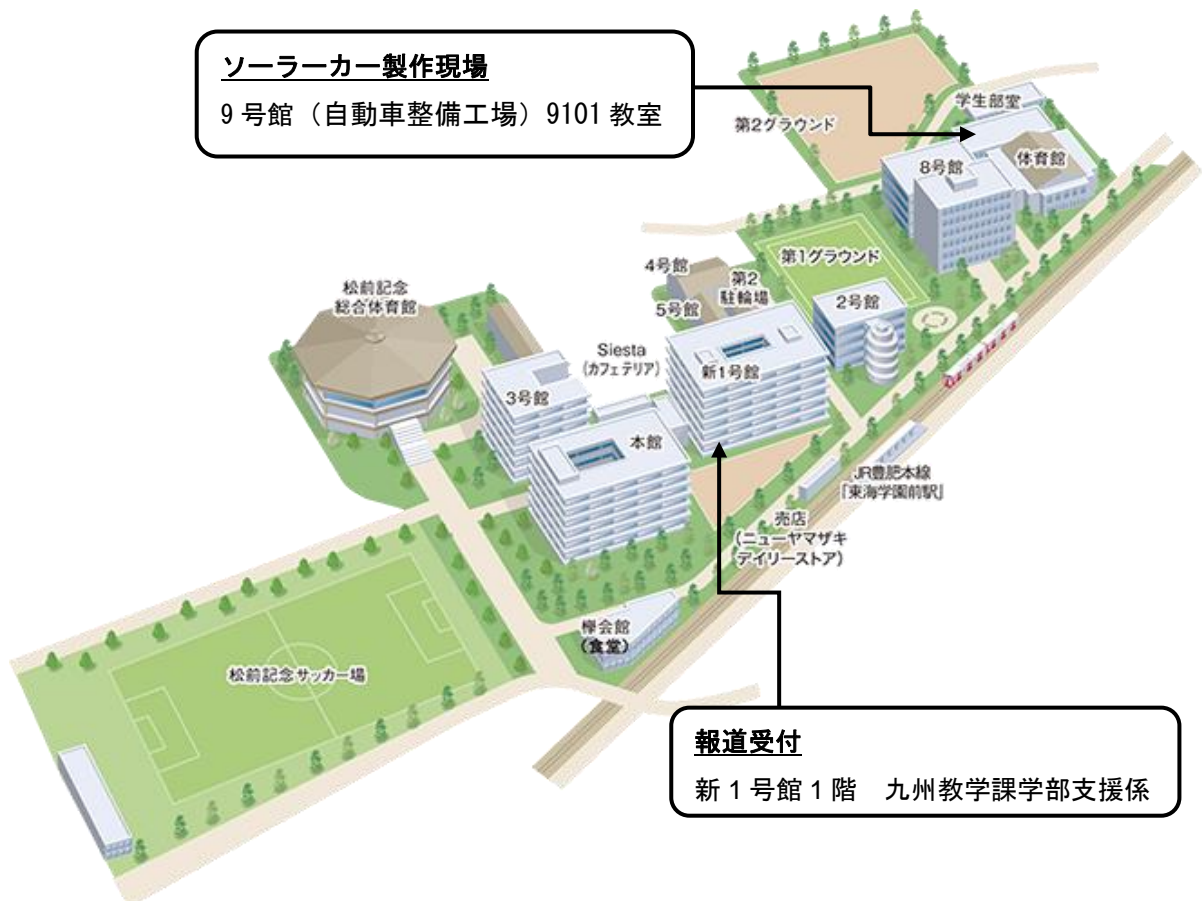 ソーラーカー製作現場
9号館（自動車整備工場）9101教室
学生部室
第2グラウンド
体育館
8号館
第1グラウンド
4号館
第2
駐輪場
松前記念
総合体育館
5号館
2号館
Siesta
(カフェテリア)
新1号館
3号館
本館
JR豊肥本線
「東海学園前駅」
売店
(ニューヤマザキ
デイリーストア)
欅会館
(食堂)
松前記念サッカー場
報道受付
新1号館1階　九州教学課学部支援係